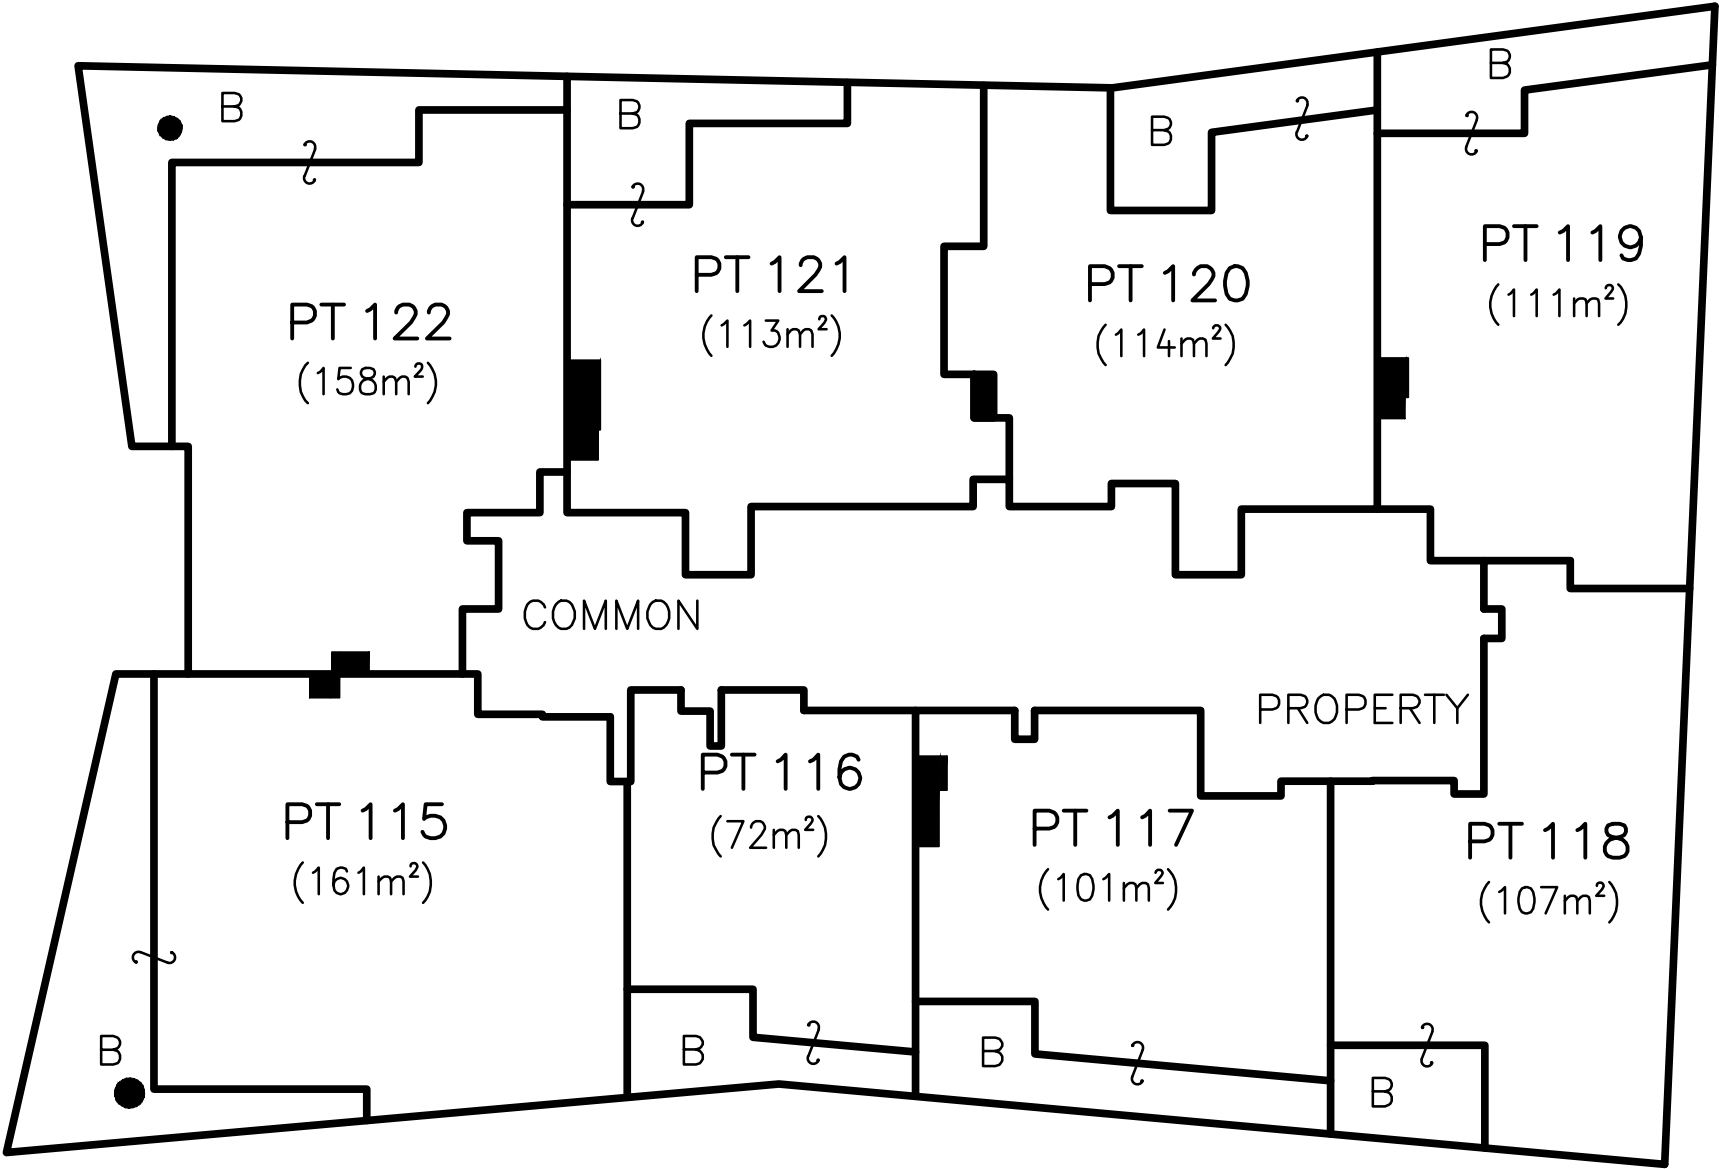 B
B
B
B
PT 122
(158m²)
PT 121
(113m²)
PT 120
(114m²)
PT 119
(111m²)
COMMON
PROPERTY
PT 115
(161m²)
PT 116
(72m²)
PT 117
(101m²)
PT 118
(107m²)
B
B
B
B